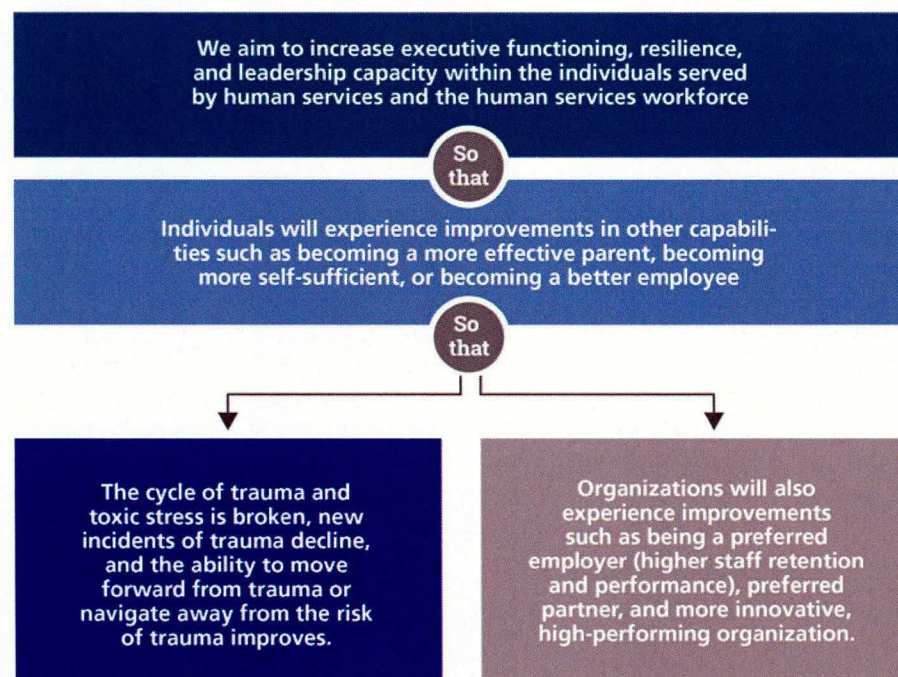 We aim to increase executive functioning, resilience,
and leadership capacity within the individuals served
by human services and the human services workforce
So
that
Individuals will experience improvements in other capabili-
ties such as becoming a more effective parent, becoming
more self-sufficient, or becoming a better employee
So
that
The cycle of trauma and
toxic stress is broken, new
incidents of trauma decline,
and the ability to move
forward from trauma or
navigate away from the risk
of trauma improves.
Organizations will also
experience improvements
such as being a preferred
employer (higher staff retention
and performance), preferred
partner, and more innovative,
high-performing organization.